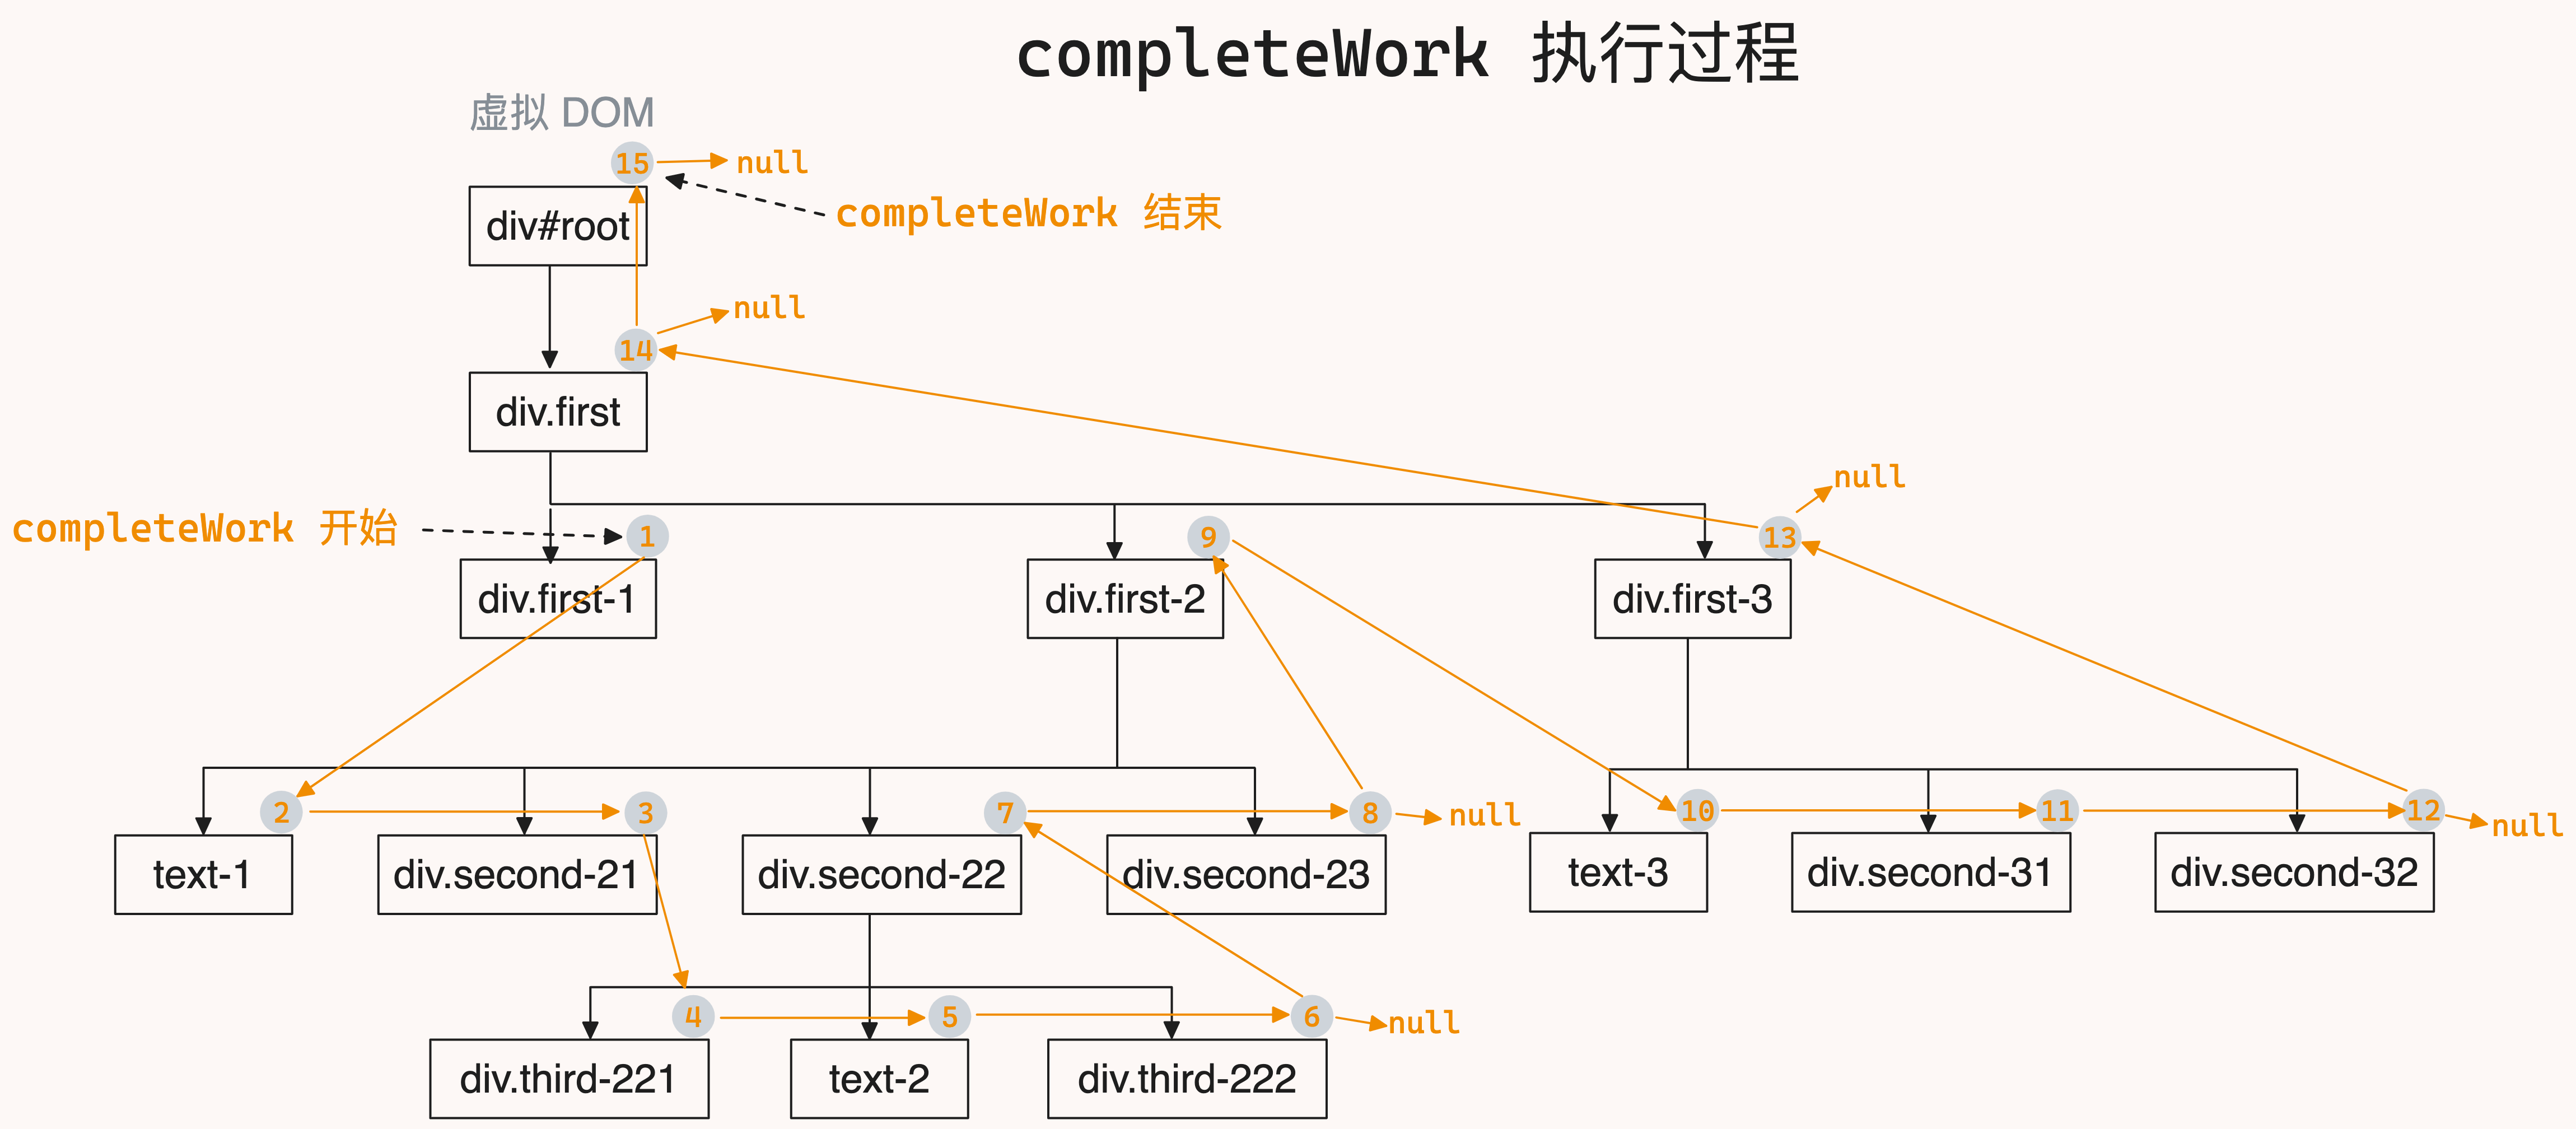 completeWork 执行过程
虚拟 DOM
15 null
div#root
completeWork 结束
null
14
div.first
null
completeWork 开始 1 9 13
div.first-1 div.first-2 div.first-3
2 3 7 8 null 10 11 12 null
text-1 div.second-21 div.second-22 div.second-23 text-3 div.second-31 div.second-32
4 5 6 null
div.third-221 text-2 div.third-222